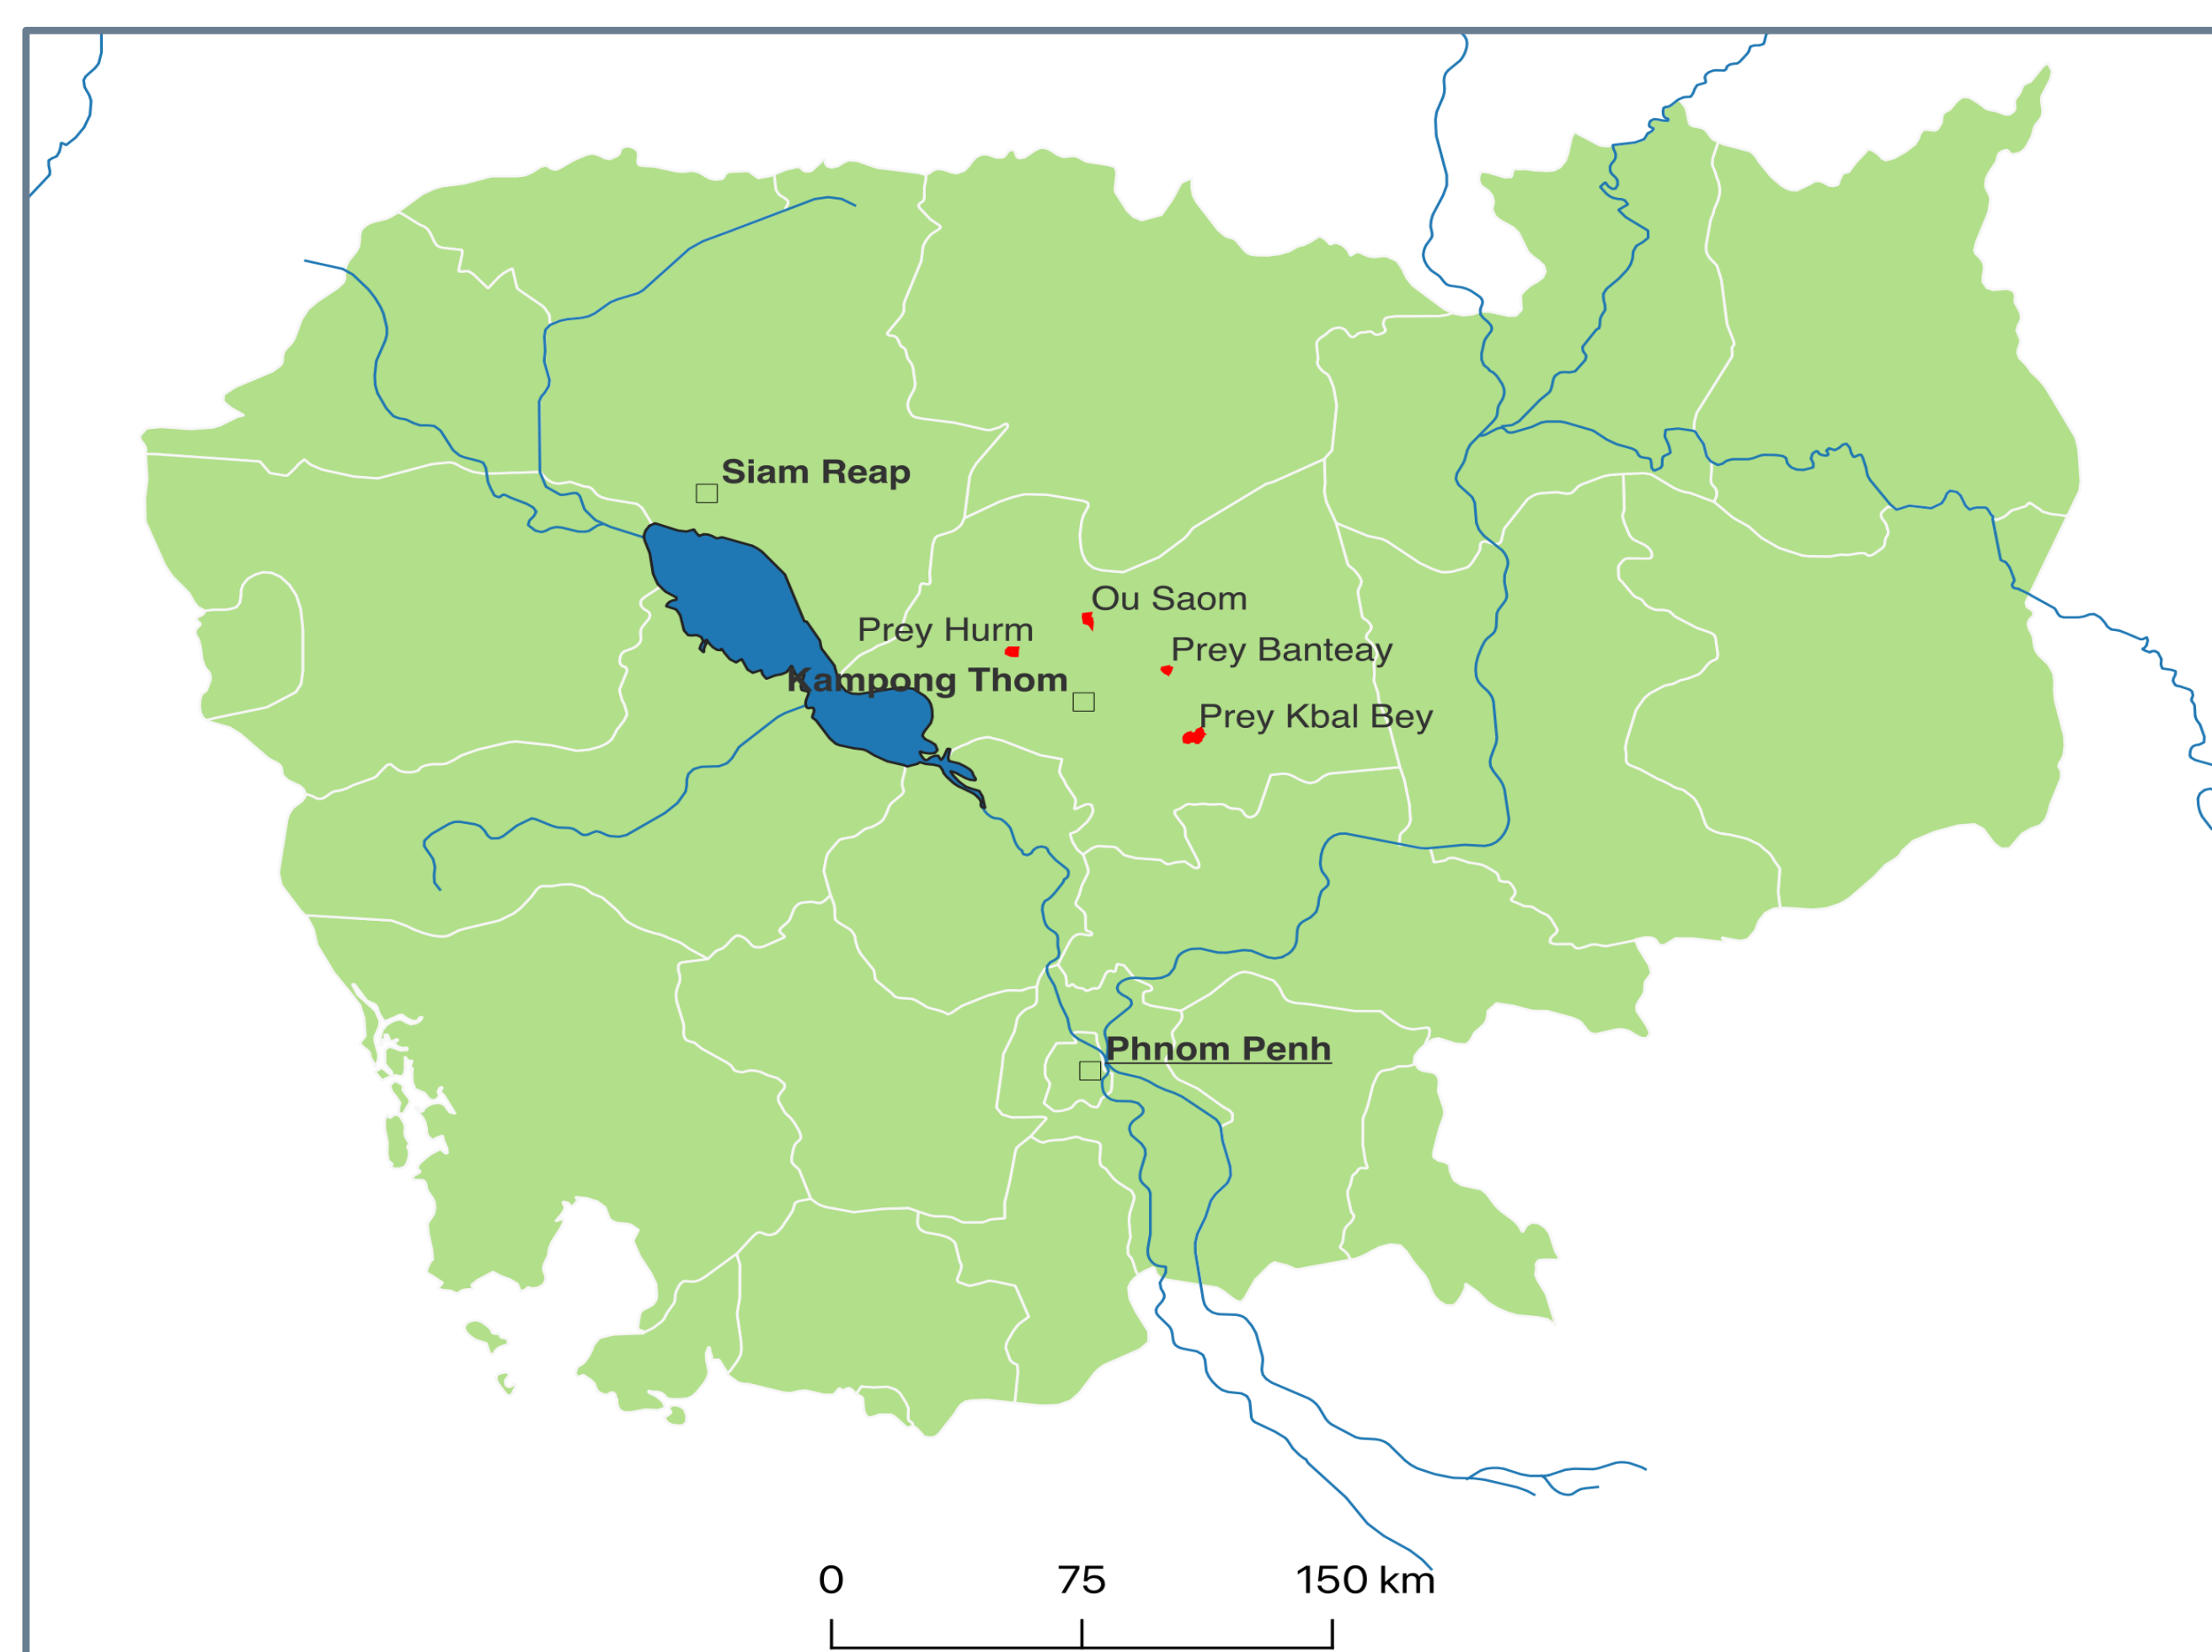 Siam Reap
Ou Saom
Prey Hurm
Prey Banteay
Kampong Thom
Prey Kbal Bey
Phnom Penh
0 75 150 km